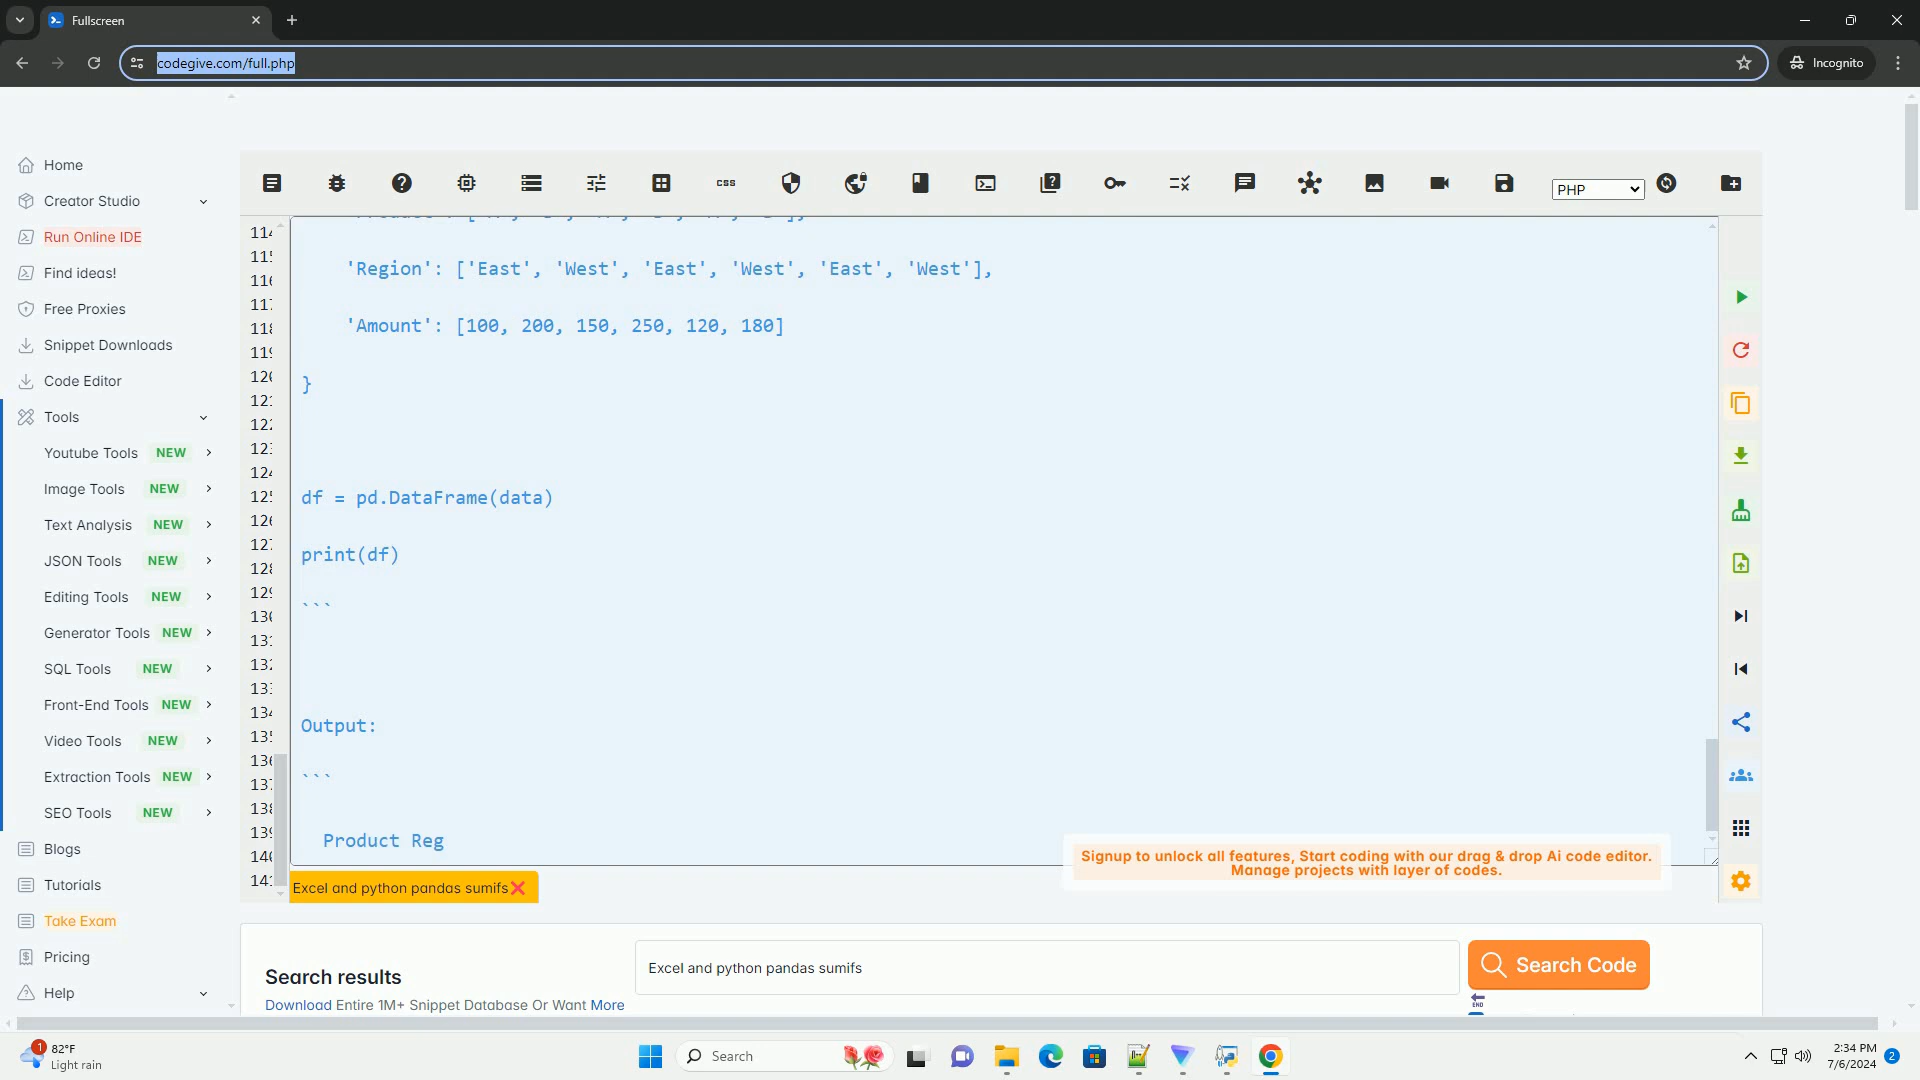 Fullscreen
codegive.com/full.php
Incognito
Home
Creator Studio
Run Online IDE
Find ideas!
Free Proxies
Snippet Downloads
Code Editor
Tools
Youtube Tools NEW
Image Tools NEW
Text Analysis NEW
JSON Tools NEW
Editing Tools NEW
Generator Tools NEW
SQL Tools NEW
Front-End Tools NEW
Video Tools NEW
Extraction Tools NEW
SEO Tools NEW
Blogs
Tutorials
Take Exam
Pricing
Help
css
PHP
'Region': ['East', 'West', 'East', 'West', 'East', 'West'],
'Amount': [100, 200, 150, 250, 120, 180]
}
df = pd.DataFrame(data)
print(df)
```
Output:
```
Product Reg
Signup to unlock all features, Start coding with our drag & drop Ai code editor.
Manage projects with layer of codes.
Excel and python pandas sumifs
Search results
Download Entire 1M+ Snippet Database Or Want More
Excel and python pandas sumifs
Search Code
END
1
82°F
Light rain
Search
2:34 PM
7/6/2024
2